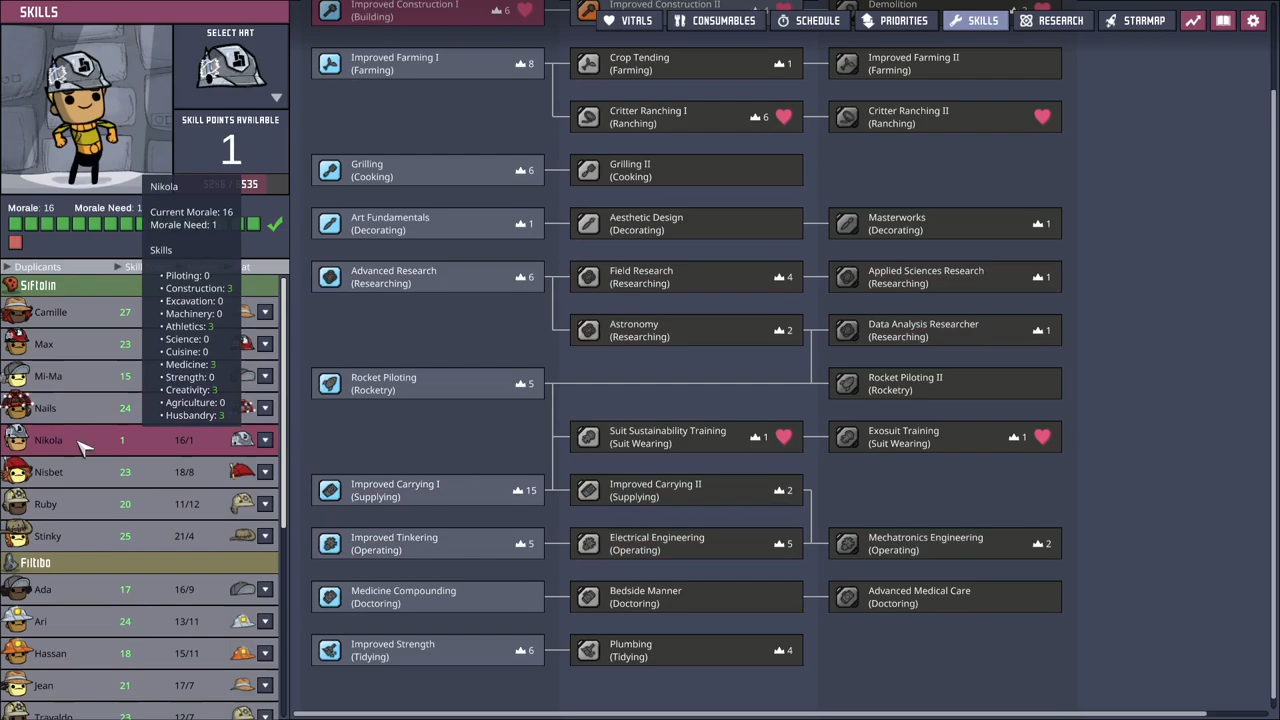 SKILLS
SELECT HAT
SKILL POINTS AVAILABLE
1
Morale: 16
Morale Need: 1
Nikola
Current Morale: 16
Morale Need: 1
Skills
• Piloting: 0
• Construction: 3
• Excavation: 0
• Machinery: 0
• Athletics: 3
• Science: 0
• Cuisine: 0
• Medicine: 3
• Strength: 0
• Creativity: 3
• Agriculture: 0
• Husbandry: 3
Duplicants
Siftolin
Camille 27
Max 23
Mi-Ma 15
Nails 24
Nikola 1 16/1
Nisbet 23 18/8
Ruby 20 11/12
Stinky 25 21/4
Filtibo
Ada 17 16/9
Ari 24 13/11
Hassan 18 15/11
Jean 21 17/7
Travaldo 23 12/7
VITALS
CONSUMABLES
SCHEDULE
PRIORITIES
SKILLS
RESEARCH
STARMAP
Improved Construction I
(Building)
6
Improved Construction II
Demolition
Improved Farming I
(Farming)
8
Crop Tending
(Farming)
1
Improved Farming II
(Farming)
Critter Ranching I
(Ranching)
6
Critter Ranching II
(Ranching)
Grilling
(Cooking)
6
Grilling II
(Cooking)
Art Fundamentals
(Decorating)
1
Aesthetic Design
(Decorating)
Masterworks
(Decorating)
1
Advanced Research
(Researching)
6
Field Research
(Researching)
4
Applied Sciences Research
(Researching)
1
Astronomy
(Researching)
2
Data Analysis Researcher
(Researching)
1
Rocket Piloting
(Rocketry)
5
Rocket Piloting II
(Rocketry)
Suit Sustainability Training
(Suit Wearing)
1
Exosuit Training
(Suit Wearing)
1
Improved Carrying I
(Supplying)
15
Improved Carrying II
(Supplying)
2
Improved Tinkering
(Operating)
5
Electrical Engineering
(Operating)
5
Mechatronics Engineering
(Operating)
2
Medicine Compounding
(Doctoring)
Bedside Manner
(Doctoring)
Advanced Medical Care
(Doctoring)
Improved Strength
(Tidying)
6
Plumbing
(Tidying)
4